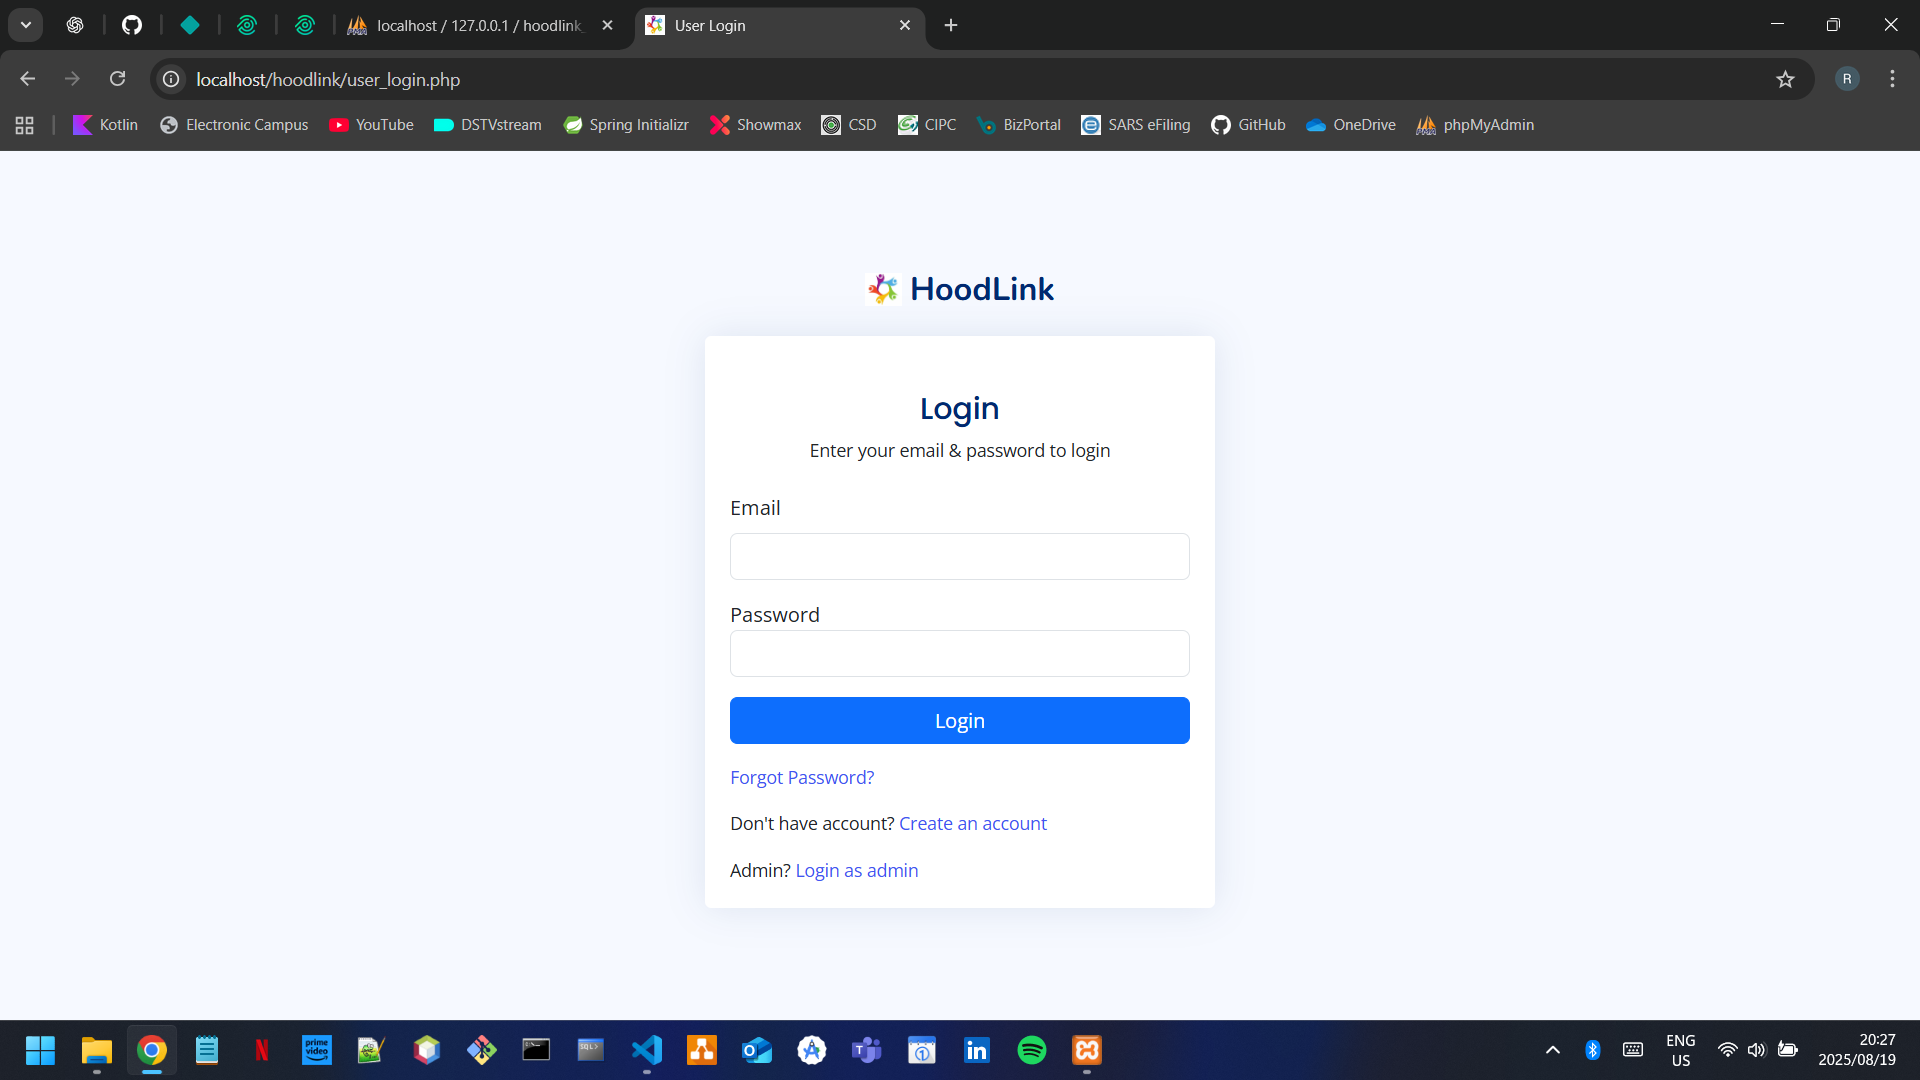 localhost / 127.0.0.1 / hoodlink_
User Login
localhost/hoodlink/user_login.php
R
Kotlin
Electronic Campus
YouTube
DSTVstream
Spring Initializr
Showmax
CSD
CIPC
BizPortal
SARS eFiling
GitHub
OneDrive
phpMyAdmin
HoodLink
Login
Enter your email & password to login
Email
Password
Login
Forgot Password?
Don't have account? Create an account
Admin? Login as admin
prime video
ENG
US
20:27
2025/08/19